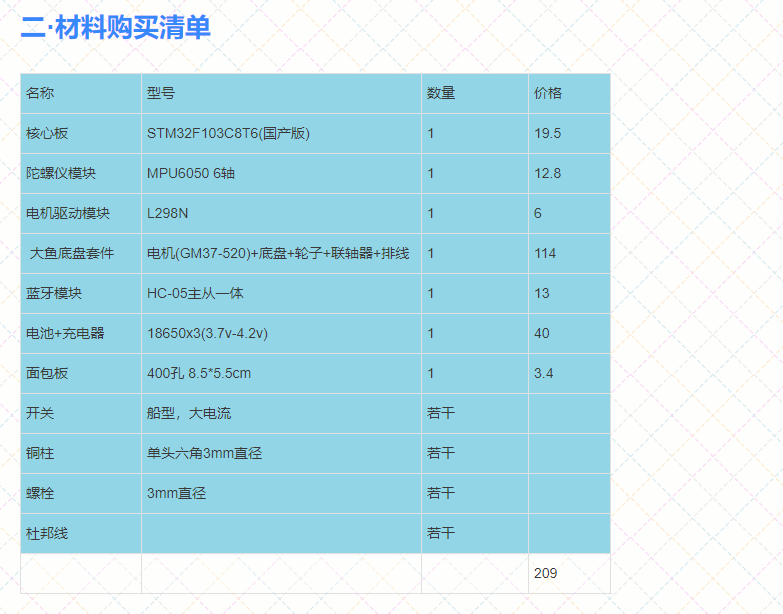 二·材料购买清单
名称 型号 数量 价格
核心板 STM32F103C8T6(国产版) 1 19.5
陀螺仪模块 MPU6050 6轴 1 12.8
电机驱动模块 L298N 1 6
大鱼底盘套件 电机(GM37-520)+底盘+轮子+联轴器+排线 1 114
蓝牙模块 HC-05主从一体 1 13
电池+充电器 18650x3(3.7v-4.2v) 1 40
面包板 400孔 8.5*5.5cm 1 3.4
开关 船型，大电流 若干
铜柱 单头六角3mm直径 若干
螺栓 3mm直径 若干
杜邦线 若干
209